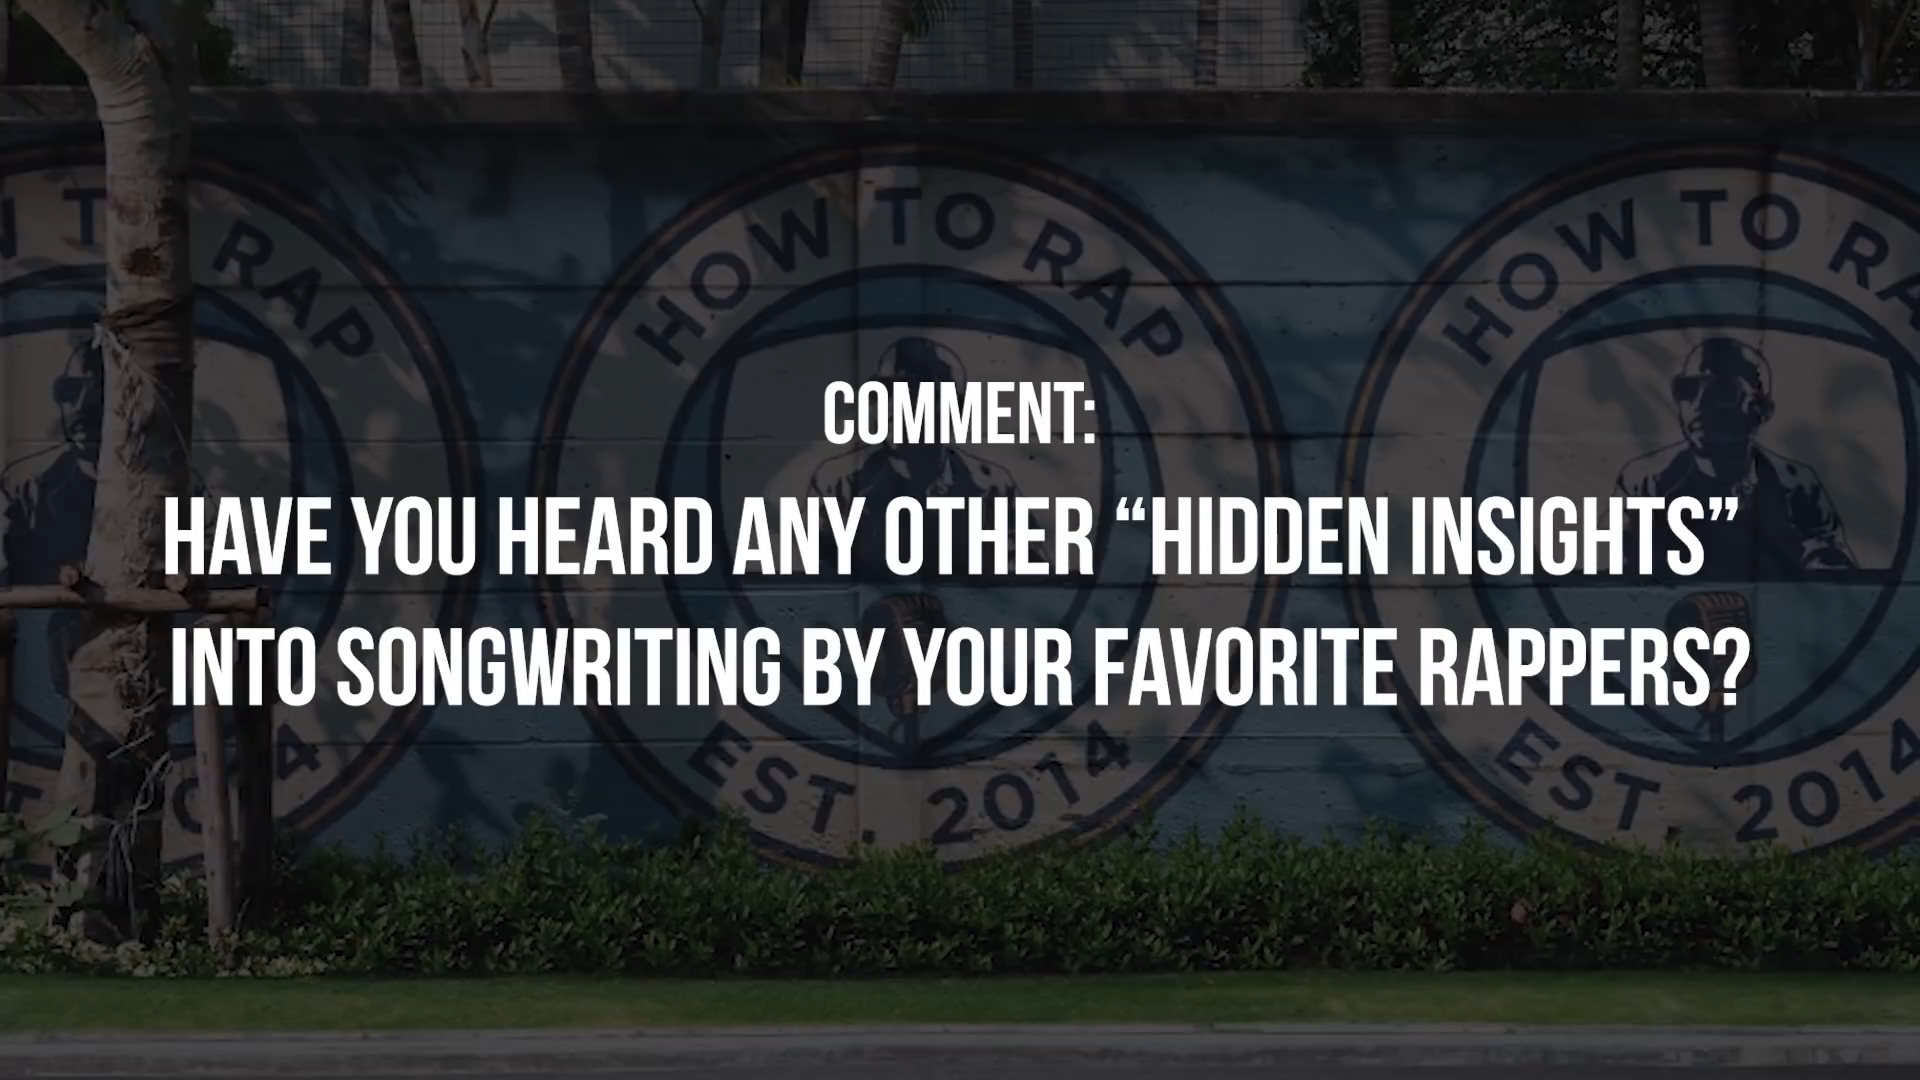 COMMENT:
HAVE YOU HEARD ANY OTHER “HIDDEN INSIGHTS”
INTO SONGWRITING BY YOUR FAVORITE RAPPERS?
RAP
HOW TO RAP
HOW TO RA
EST. 2014
EST. 2014